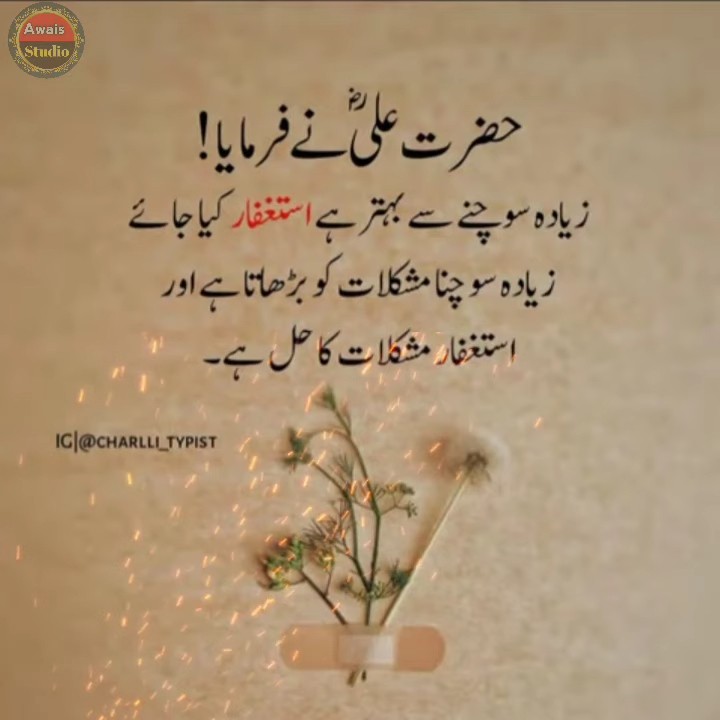 Awais
Studio
حضرت علیؓ نے فرمایا!
زیادہ سوچنے سے بہتر ہے استغفار کیا جائے
زیادہ سوچنا مشکلات کو بڑھاتا ہے اور
استغفار مشکلات کا حل ہے۔
IG|@CHARLLI_TYPIST